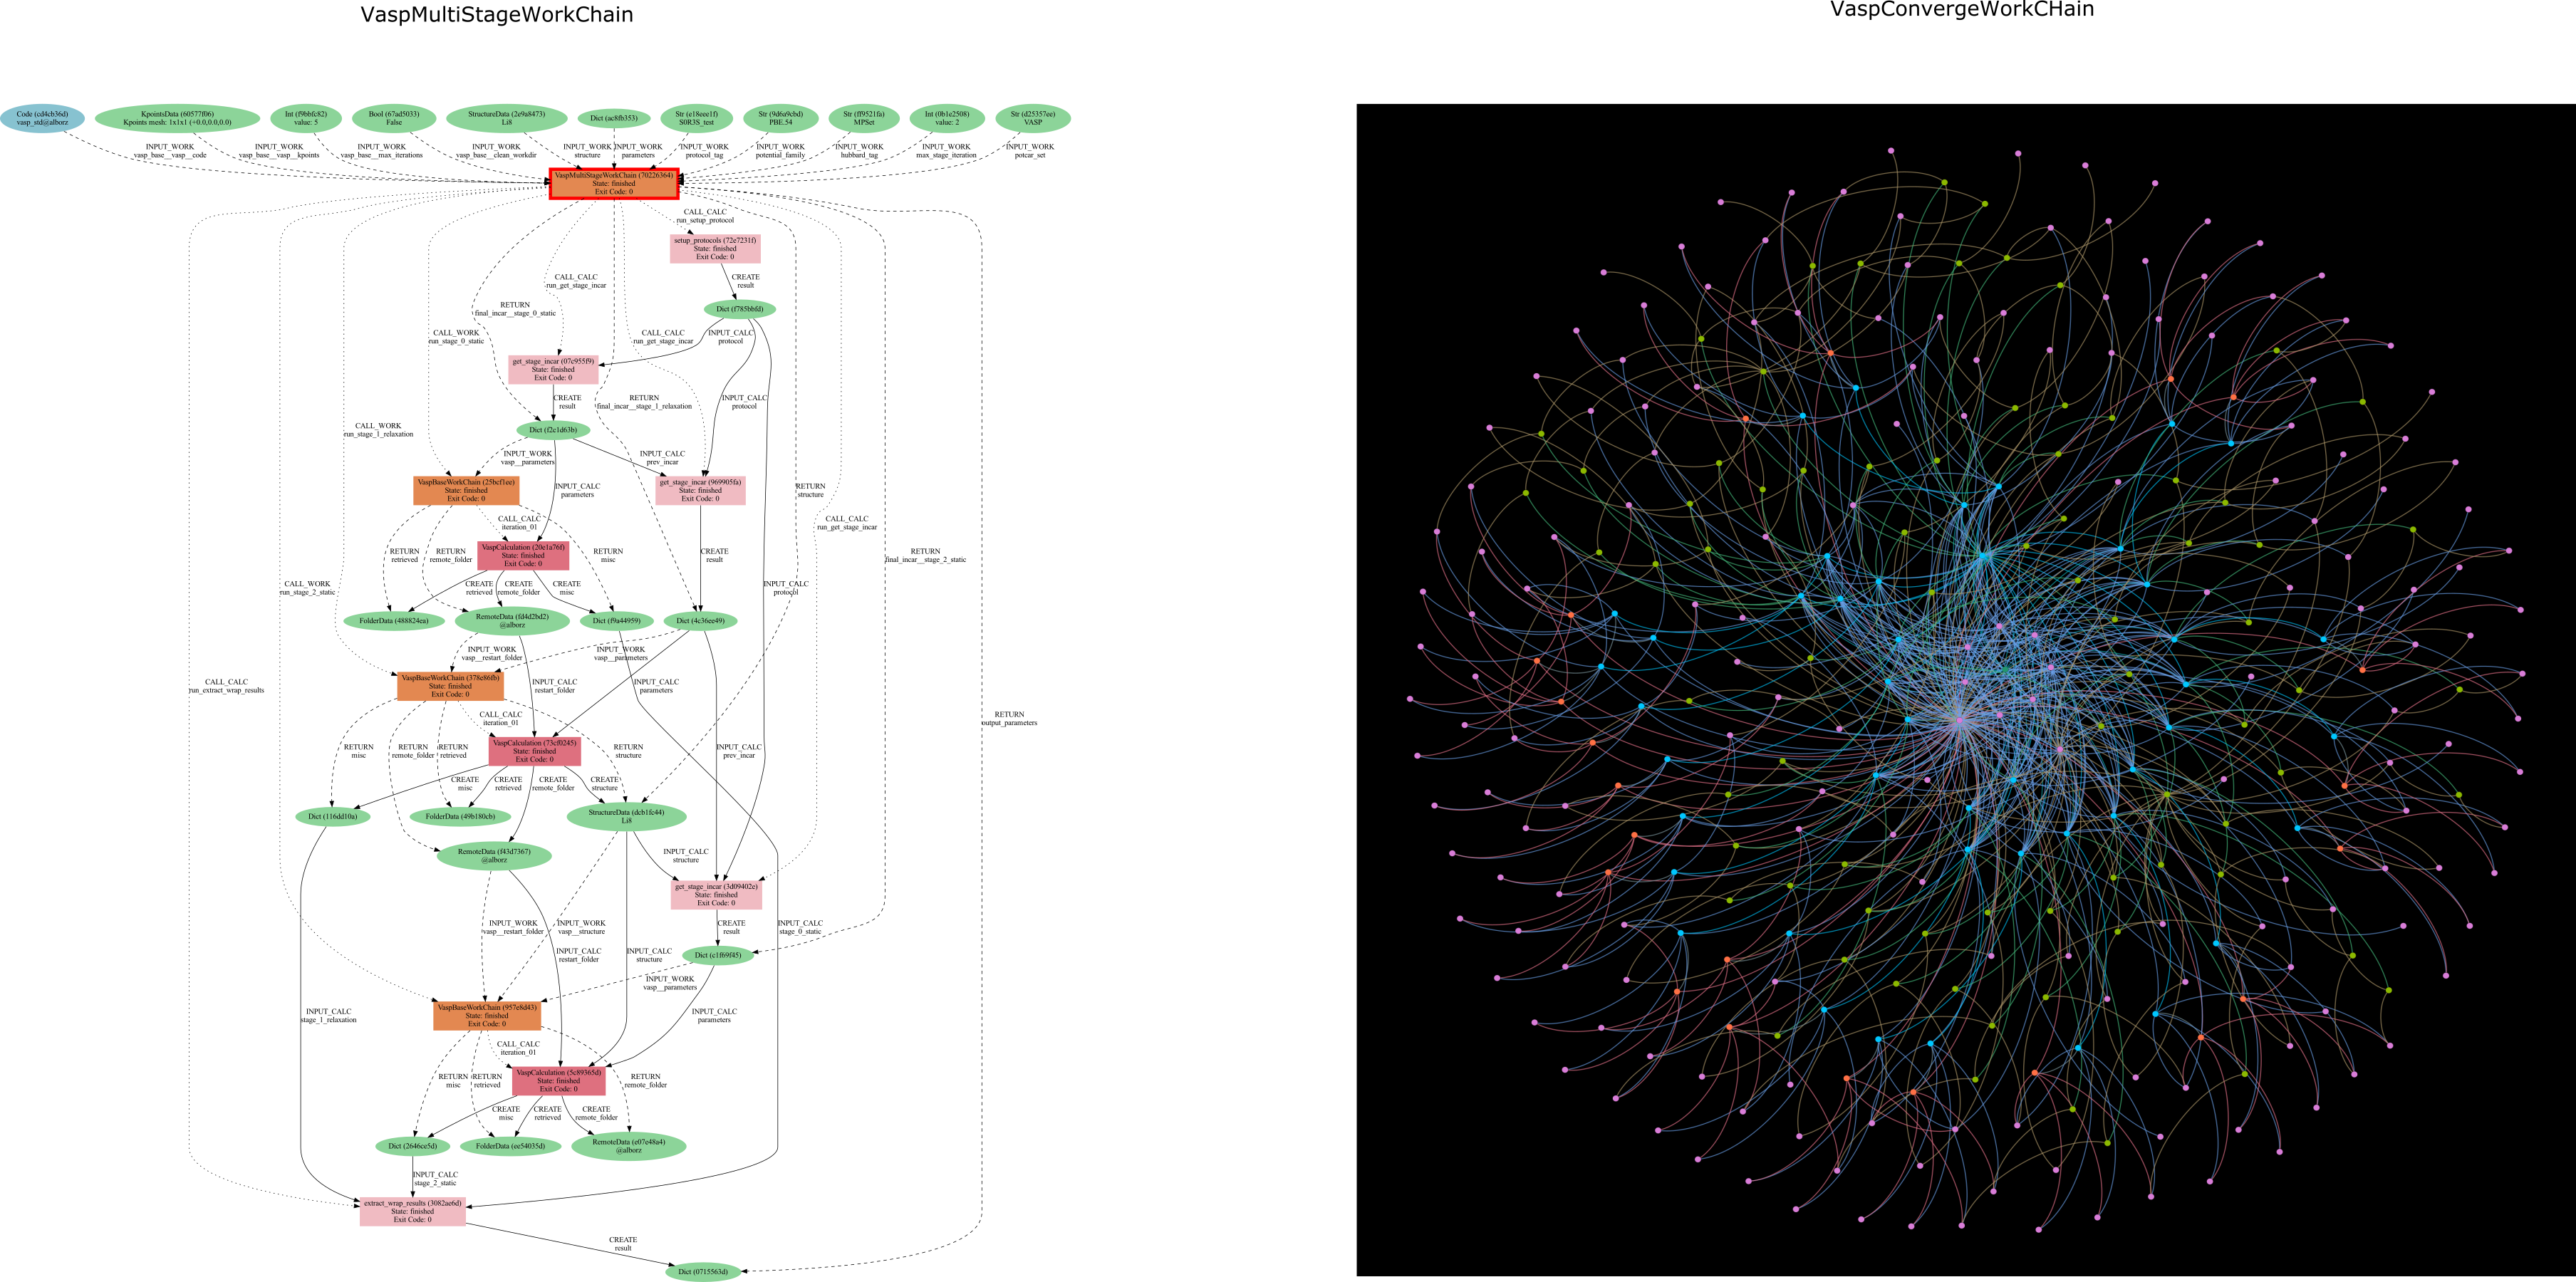 VaspMultiStageWorkChain
VaspConvergeWorkCHain
Code (cd4cb36d)
vasp_std@alborz
KpointsData (60577f06)
Kpoints mesh: 1x1x1 (+0.0,0.0,0.0)
Int (f9bbfc82)
value: 5
Bool (67ad5033)
False
StructureData (2e9a8473)
Li8
Dict (ac8fb353)
Str (e18eee1f)
S0R3S_test
Str (9d6a9cbd)
PBE.54
Str (ff9521fa)
MPSet
Int (0b1e2508)
value: 2
Str (d25357ee)
VASP
INPUT_WORK
vasp_base__vasp__code
INPUT_WORK
vasp_base__vasp__kpoints
INPUT_WORK
vasp_base__max_iterations
INPUT_WORK
vasp_base__clean_workdir
INPUT_WORK
structure
INPUT_WORK
parameters
INPUT_WORK
protocol_tag
INPUT_WORK
potential_family
INPUT_WORK
hubbard_tag
INPUT_WORK
max_stage_iteration
INPUT_WORK
potcar_set
VaspMultiStageWorkChain (70226364)
State: finished
Exit Code: 0
CALL_CALC
run_setup_protocol
setup_protocols (72e7231f)
State: finished
Exit Code: 0
CALL_CALC
run_get_stage_incar
CREATE
result
RETURN
final_incar__stage_0_static
Dict (f785bbfd)
CALL_WORK
run_stage_0_static
CALL_CALC
run_get_stage_incar
INPUT_CALC
protocol
get_stage_incar (07c955f9)
State: finished
Exit Code: 0
CREATE
result
RETURN
final_incar__stage_1_relaxation
INPUT_CALC
protocol
CALL_WORK
run_stage_1_relaxation
Dict (f2c1d63b)
INPUT_WORK
vasp__parameters
INPUT_CALC
prev_incar
VaspBaseWorkChain (25bcf1ee)
State: finished
Exit Code: 0
INPUT_CALC
parameters
get_stage_incar (969905fa)
State: finished
Exit Code: 0
RETURN
structure
CALL_CALC
iteration_01
CALL_CALC
run_get_stage_incar
RETURN
retrieved
RETURN
remote_folder
VaspCalculation (20e1a76f)
State: finished
Exit Code: 0
RETURN
misc
CREATE
result
RETURN
final_incar__stage_2_static
CALL_WORK
run_stage_2_static
CREATE
retrieved
CREATE
remote_folder
CREATE
misc
INPUT_CALC
protocol
FolderData (488824ea)
RemoteData (fd4d2bd2)
@alborz
Dict (f9a44959)
Dict (4c36ee49)
INPUT_WORK
vasp__restart_folder
INPUT_WORK
vasp__parameters
CALL_CALC
run_extract_wrap_results
VaspBaseWorkChain (378e86fb)
State: finished
Exit Code: 0
INPUT_CALC
restart_folder
INPUT_CALC
parameters
CALL_CALC
iteration_01
RETURN
output_parameters
RETURN
misc
RETURN
remote_folder
RETURN
retrieved
VaspCalculation (73cf0245)
State: finished
Exit Code: 0
RETURN
structure
INPUT_CALC
prev_incar
CREATE
misc
CREATE
retrieved
CREATE
remote_folder
CREATE
structure
Dict (116dd10a)
FolderData (49b180cb)
StructureData (dcb1fc44)
Li8
RemoteData (f43d7367)
@alborz
INPUT_CALC
structure
get_stage_incar (3d09402e)
State: finished
Exit Code: 0
INPUT_WORK
vasp__restart_folder
INPUT_WORK
vasp__structure
CREATE
result
INPUT_CALC
stage_0_static
INPUT_CALC
restart_folder
INPUT_CALC
structure
Dict (c1f69f45)
INPUT_WORK
vasp__parameters
VaspBaseWorkChain (957e8d43)
State: finished
Exit Code: 0
INPUT_CALC
stage_1_relaxation
INPUT_CALC
parameters
CALL_CALC
iteration_01
RETURN
misc
RETURN
retrieved
VaspCalculation (5c89365d)
State: finished
Exit Code: 0
RETURN
remote_folder
CREATE
misc
CREATE
retrieved
CREATE
remote_folder
Dict (2646ce5d)
FolderData (ee54035d)
RemoteData (e07e48a4)
@alborz
INPUT_CALC
stage_2_static
extract_wrap_results (3082ae6d)
State: finished
Exit Code: 0
CREATE
result
Dict (0715563d)